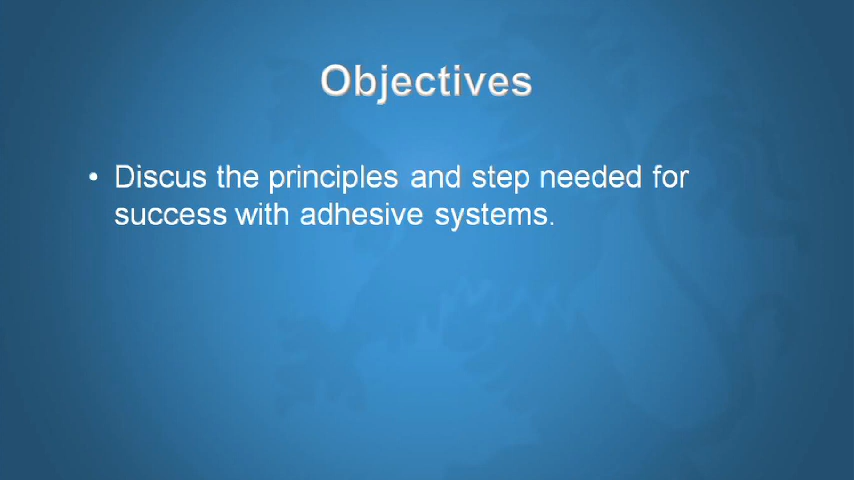 Objectives
• Discus the principles and step needed for
success with adhesive systems.